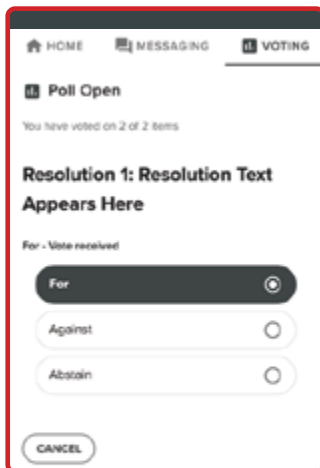 HOME MESSAGING VOTING
Poll Open
You have voted on 2 of 2 items
Resolution 1: Resolution Text
Appears Here
For - Vote received
For
Against
Abstain
CANCEL